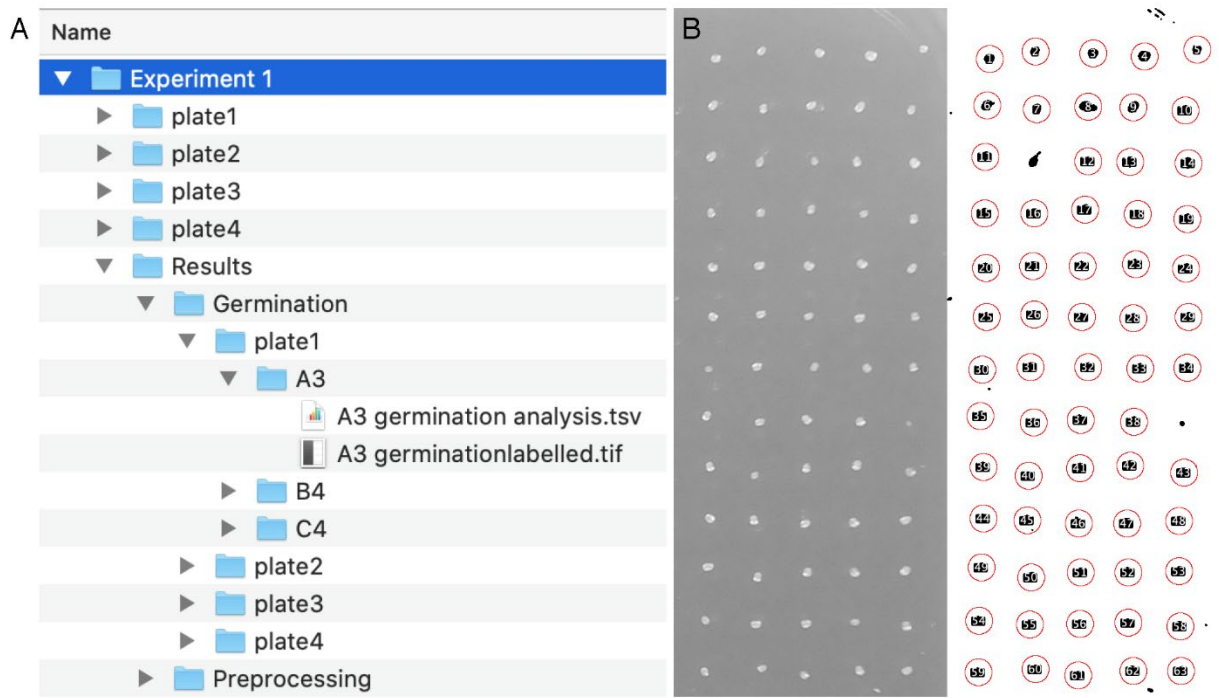 A
Name
Experiment 1
plate1
plate2
plate3
plate4
Results
Germination
plate1
A3
A3 germination analysis.tsv
A3 germinationlabelled.tif
B4
C4
plate2
plate3
plate4
Preprocessing
B
1 2 3 4 5
6 7 8 9 10
11 12 13 14
15 16 17 18 19
20 21 22 23 24
25 26 27 28 29
30 31 32 33 34
35 36 37 38
39 40 41 42 43
44 45 46 47 48
49 50 51 52 53
54 55 56 57 58
59 60 61 62 63